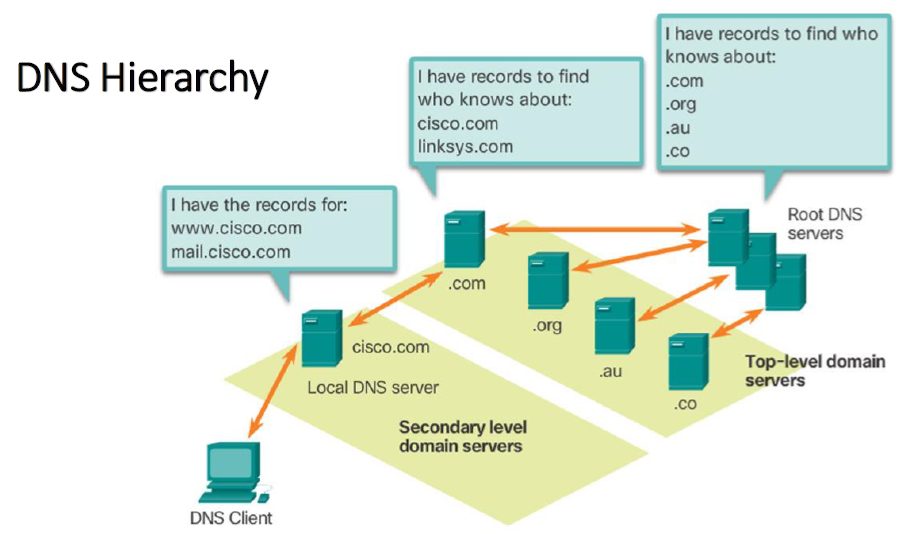 DNS Hierarchy
I have records to find who
knows about:
.com
.org
.au
.co
I have records to find
who knows about:
cisco.com
linksys.com
I have the records for:
www.cisco.com
mail.cisco.com
Root DNS
servers
.com
.org
.au
.co
Top-level domain
servers
cisco.com
Local DNS server
Secondary level
domain servers
DNS Client